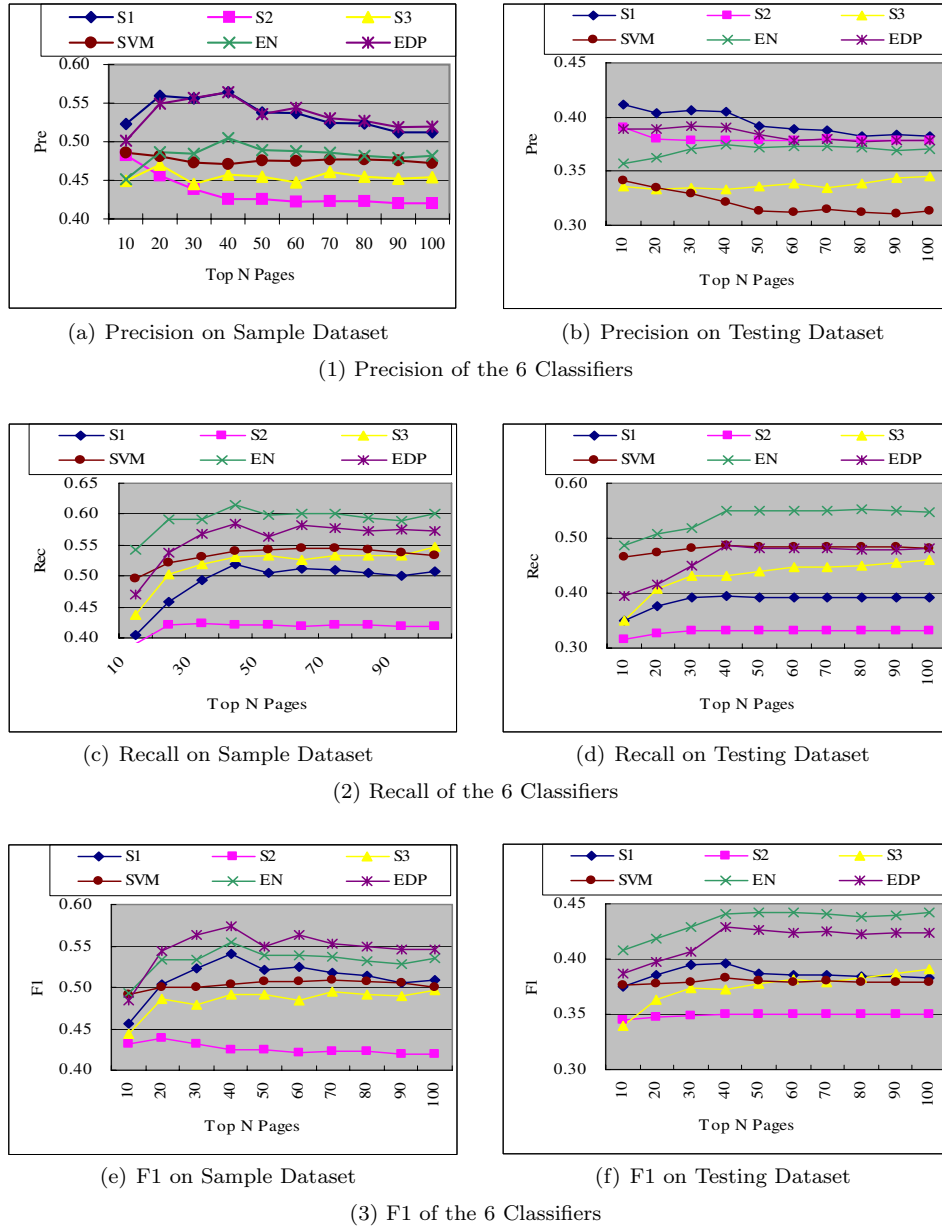 S1 S2 S3
SVM EN EDP
0.60
0.55
0.50
0.45
0.40
Pre
10 20 30 40 50 60 70 80 90 100
Top N Pages
(a) Precision on Sample Dataset
S1 S2 S3
SVM EN EDP
0.45
0.40
0.35
0.30
Pre
10 20 30 40 50 60 70 80 90 100
Top N Pages
(b) Precision on Testing Dataset
(1) Precision of the 6 Classifiers
S1 S2 S3
SVM EN EDP
0.65
0.60
0.55
0.50
0.45
0.40
Rec
10 30 50 70 90
Top N Pages
(c) Recall on Sample Dataset
S1 S2 S3
SVM EN EDP
0.60
0.50
0.40
0.30
Rec
10 20 30 40 50 60 70 80 90 100
Top N Pages
(d) Recall on Testing Dataset
(2) Recall of the 6 Classifiers
S1 S2 S3
SVM EN EDP
0.60
0.55
0.50
0.45
0.40
F1
10 20 30 40 50 60 70 80 90 100
Top N Pages
(e) F1 on Sample Dataset
S1 S2 S3
SVM EN EDP
0.45
0.40
0.35
0.30
F1
10 20 30 40 50 60 70 80 90 100
Top N Pages
(f) F1 on Testing Dataset
(3) F1 of the 6 Classifiers